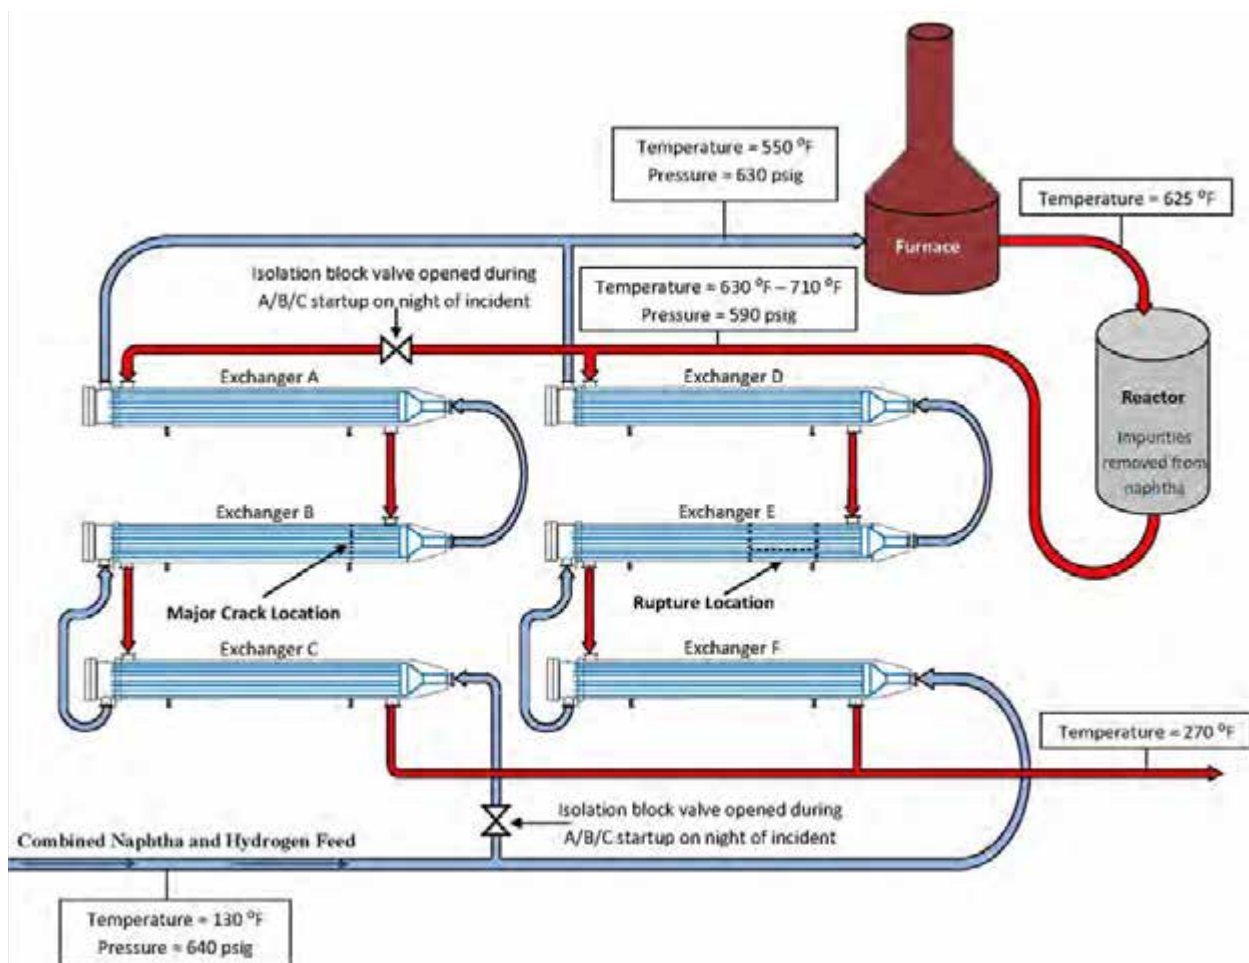 Temperature = 550 °F
Pressure = 630 psig
Temperature = 625 °F
Furnace
Isolation block valve opened during
A/B/C startup on night of incident
Temperature = 630 °F – 710 °F
Pressure = 590 psig
Exchanger A
Exchanger D
Reactor
Impurities
removed from
naphtha
Exchanger B
Exchanger E
Major Crack Location
Rupture Location
Exchanger C
Exchanger F
Temperature = 270 °F
Isolation block valve opened during
A/B/C startup on night of incident
Combined Naphtha and Hydrogen Feed
Temperature = 130 °F
Pressure = 640 psig